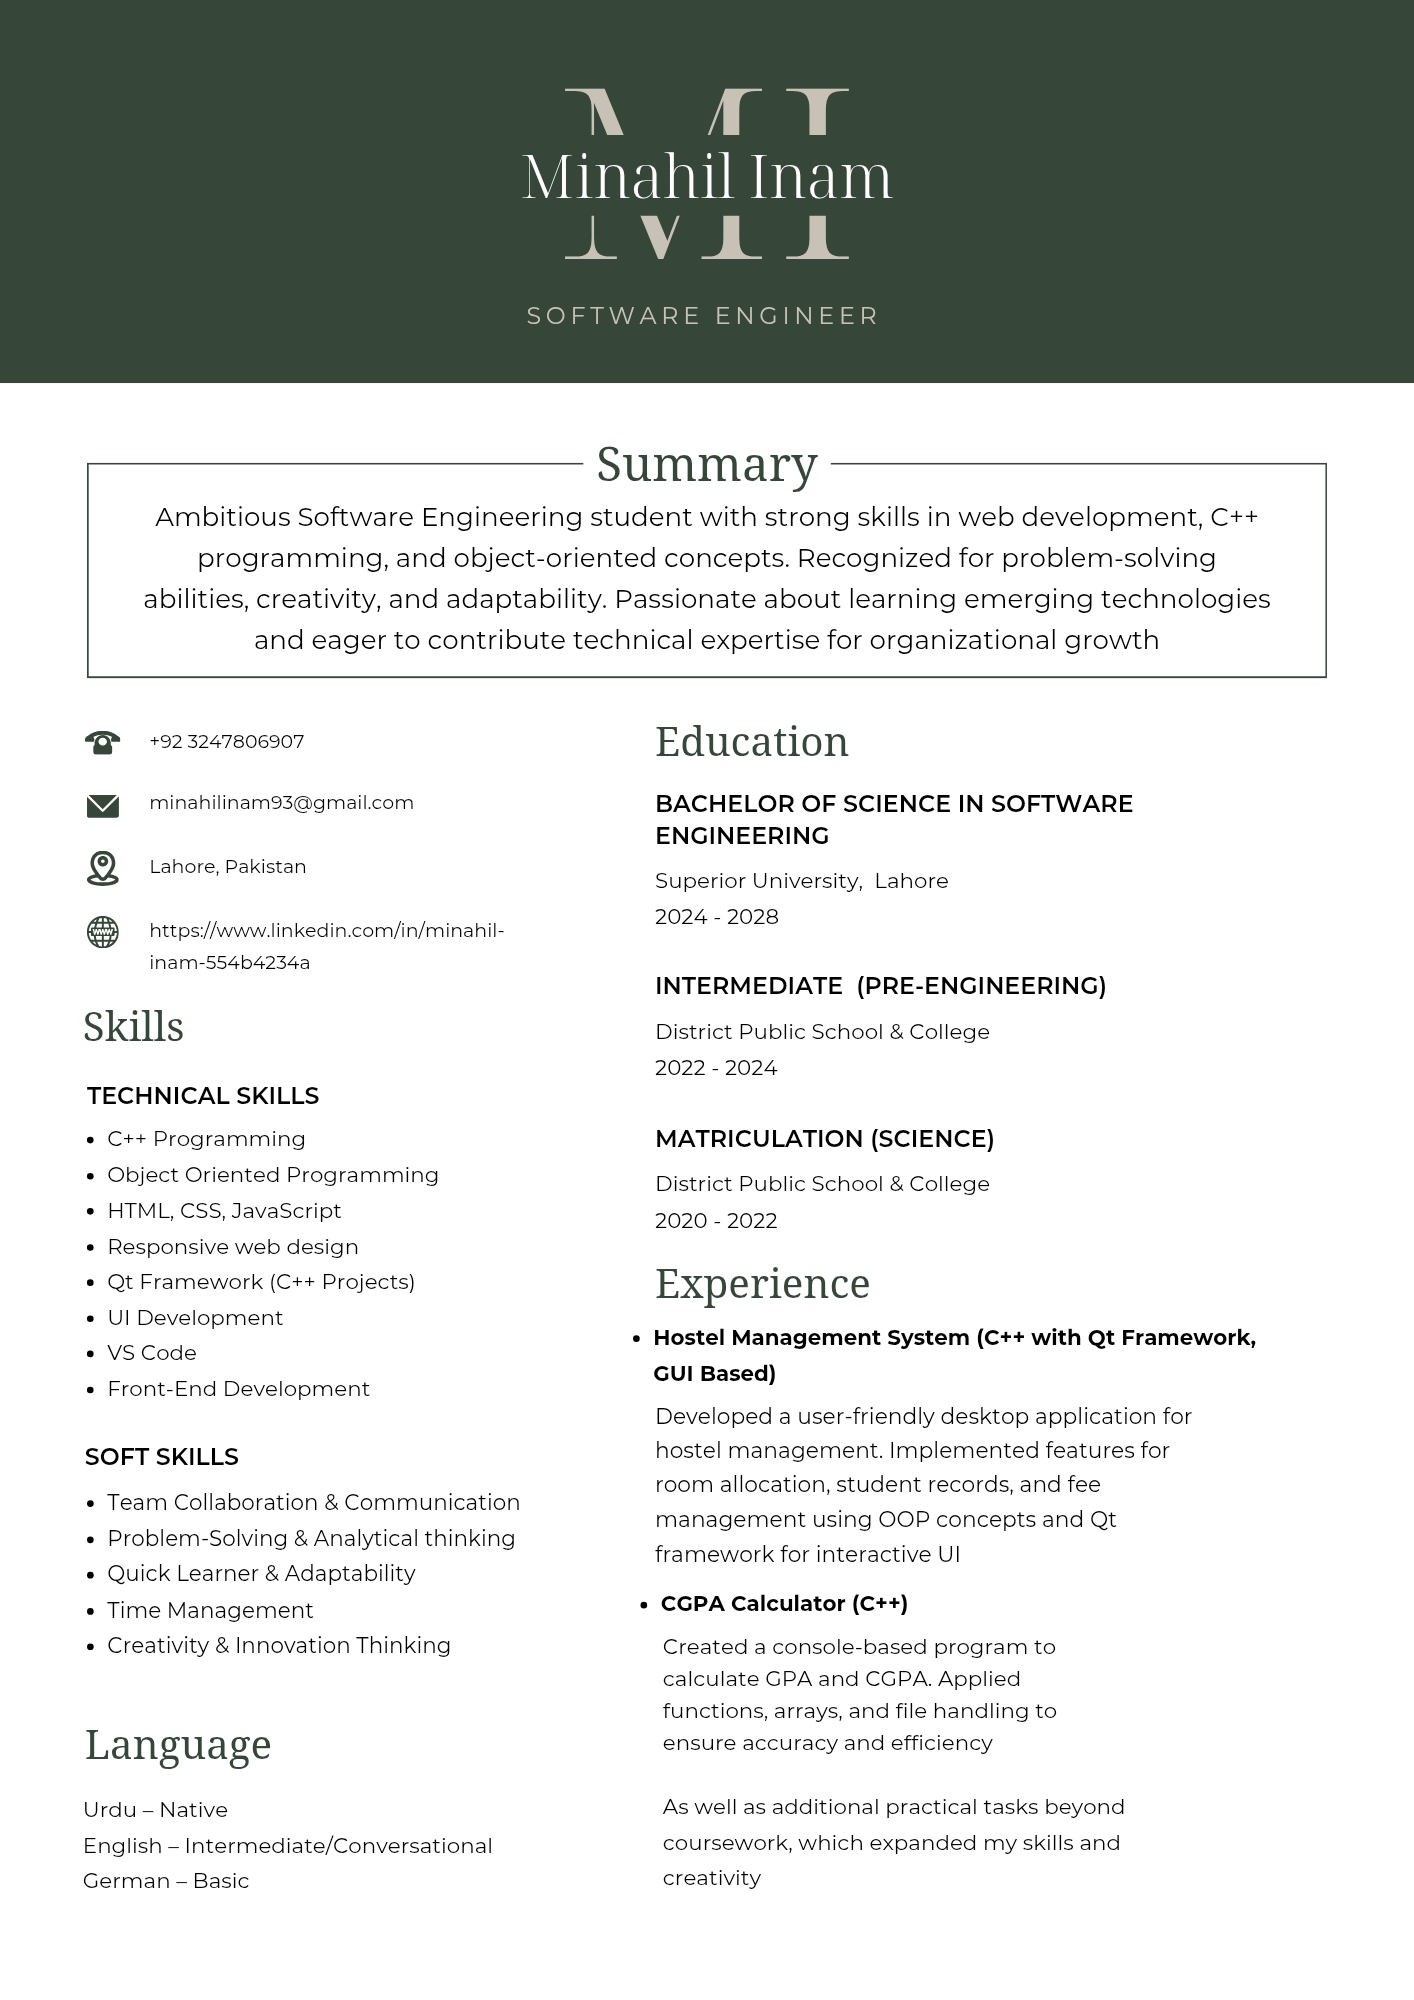 MI
Minahil Inam
SOFTWARE ENGINEER
Summary
Ambitious Software Engineering student with strong skills in web development, C++
programming, and object-oriented concepts. Recognized for problem-solving
abilities, creativity, and adaptability. Passionate about learning emerging technologies
and eager to contribute technical expertise for organizational growth
+92 3247806907
minahilinam93@gmail.com
Lahore, Pakistan
https://www.linkedin.com/in/minahil-
inam-554b4234a
Skills
TECHNICAL SKILLS
• C++ Programming
• Object Oriented Programming
• HTML, CSS, JavaScript
• Responsive web design
• Qt Framework (C++ Projects)
• UI Development
• VS Code
• Front-End Development
SOFT SKILLS
• Team Collaboration & Communication
• Problem-Solving & Analytical thinking
• Quick Learner & Adaptability
• Time Management
• Creativity & Innovation Thinking
Language
Urdu – Native
English – Intermediate/Conversational
German – Basic
Education
BACHELOR OF SCIENCE IN SOFTWARE
ENGINEERING
Superior University,  Lahore
2024 - 2028
INTERMEDIATE  (PRE-ENGINEERING)
District Public School & College
2022 - 2024
MATRICULATION (SCIENCE)
District Public School & College
2020 - 2022
Experience
• Hostel Management System (C++ with Qt Framework,
GUI Based)
Developed a user-friendly desktop application for
hostel management. Implemented features for
room allocation, student records, and fee
management using OOP concepts and Qt
framework for interactive UI
• CGPA Calculator (C++)
Created a console-based program to
calculate GPA and CGPA. Applied
functions, arrays, and file handling to
ensure accuracy and efficiency
As well as additional practical tasks beyond
coursework, which expanded my skills and
creativity